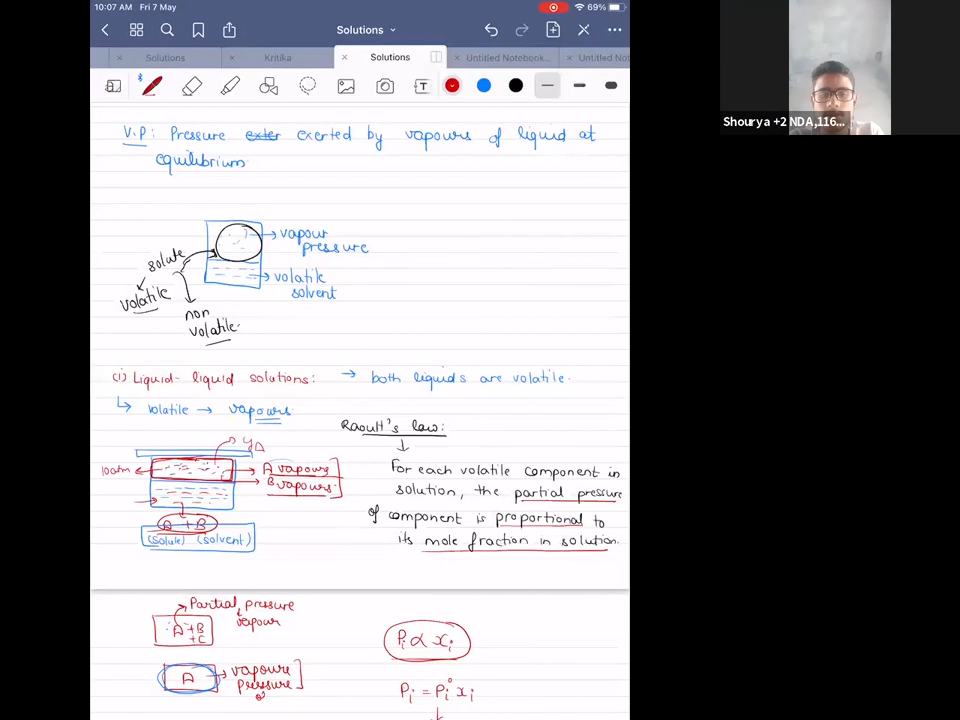 10:07 AM Fri 7 May
69%
Solutions
Solutions
Kritika
Solutions
Untitled Notebook...
Untitled No
T
Shourya +2 NDA,116...
V.P: Pressure exter exerted by vapours of liquid at
equilibrium
vapour
pressure
solute
volatile
solvent
volatile
non
volatile.
(i) Liquid-liquid solutions: → both liquids are volatile.
↳ volatile → vapours
Raoult's law:
For each volatile component in
solution, the partial pressure
of component is proportional to
its mole fraction in solution.
yA
100atm
A vapours
B vapours
A + B
(solute) (solvent)
Partial pressure
vapour
A + B
+ C
A
vapoure
pressure
Pi ∝ xi
Pi = Pi° xi